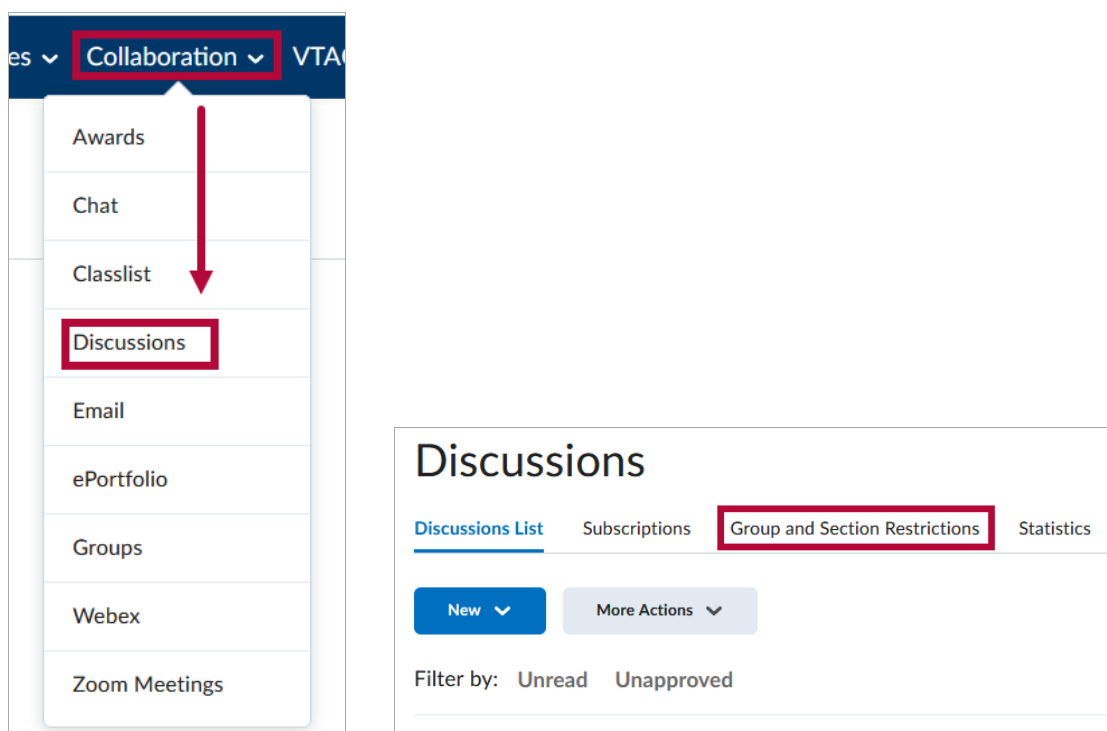 es Collaboration VTA
Awards
Chat
Classlist
Discussions
Email
ePortfolio
Groups
Webex
Zoom Meetings
Discussions
Discussions List Subscriptions Group and Section Restrictions Statistics
New More Actions
Filter by: Unread Unapproved